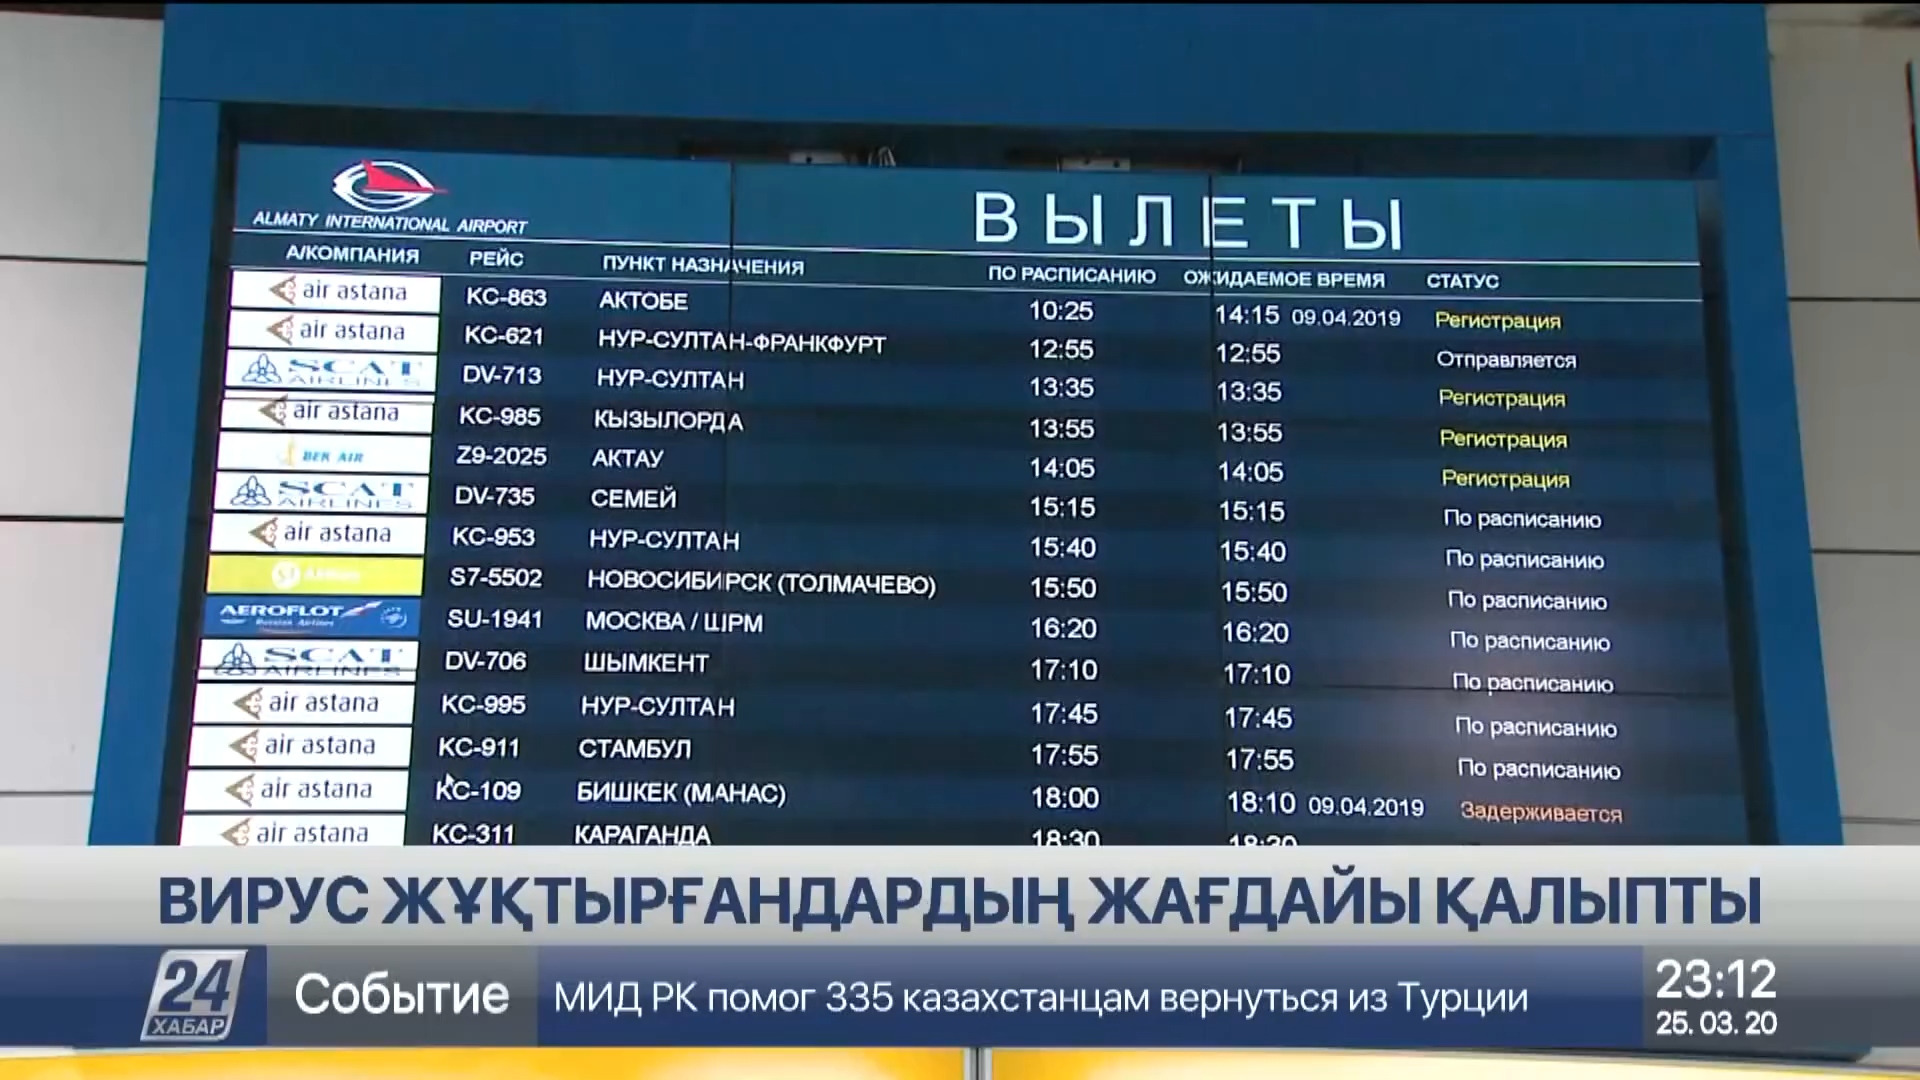 ALMATY INTERNATIONAL AIRPORT
ВЫЛЕТЫ
А/КОМПАНИЯ РЕЙС ПУНКТ НАЗНАЧЕНИЯ ПО РАСПИСАНИЮ ОЖИДАЕМОЕ ВРЕМЯ СТАТУС
air astana KC-863 АКТОБЕ 10:25 14:15 09.04.2019 Регистрация
air astana KC-621 НУР-СУЛТАН-ФРАНКФУРТ 12:55 12:55 Отправляется
SCAT AIRLINES DV-713 НУР-СУЛТАН 13:35 13:35 Регистрация
air astana KC-985 КЫЗЫЛОРДА 13:55 13:55 Регистрация
BEK AIR Z9-2025 АКТАУ 14:05 14:05 Регистрация
SCAT AIRLINES DV-735 СЕМЕЙ 15:15 15:15 По расписанию
air astana KC-953 НУР-СУЛТАН 15:40 15:40 По расписанию
S7-5502 НОВОСИБИРСК (ТОЛМАЧЕВО) 15:50 15:50 По расписанию
AEROFLOT Russian Airlines SU-1941 МОСКВА / ШРМ 16:20 16:20 По расписанию
SCAT AIRLINES DV-706 ШЫМКЕНТ 17:10 17:10 По расписанию
air astana KC-995 НУР-СУЛТАН 17:45 17:45 По расписанию
air astana KC-911 СТАМБУЛ 17:55 17:55 По расписанию
air astana KC-109 БИШКЕК (МАНАС) 18:00 18:10 09.04.2019 Задерживается
air astana KC-311 КАРАГАНДА 18:30 18:30
ВИРУС ЖҰҚТЫРҒАНДАРДЫҢ ЖАҒДАЙЫ ҚАЛЫПТЫ
24 ХАБАР Событие МИД РК помог 335 казахстанцам вернуться из Турции 23:12
25. 03. 20